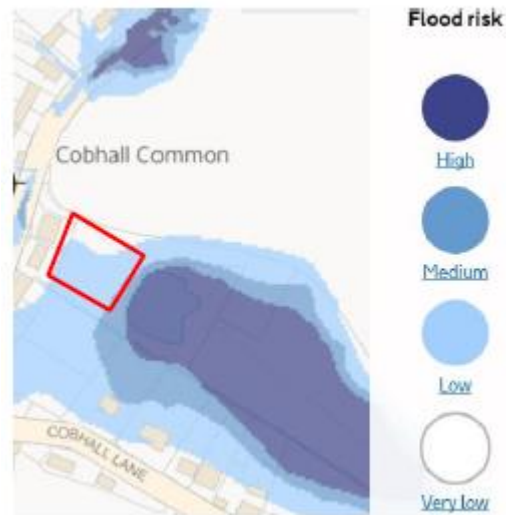 Flood risk
High
Cobhall Common
Medium
Low
COBHALL LANE
Very low